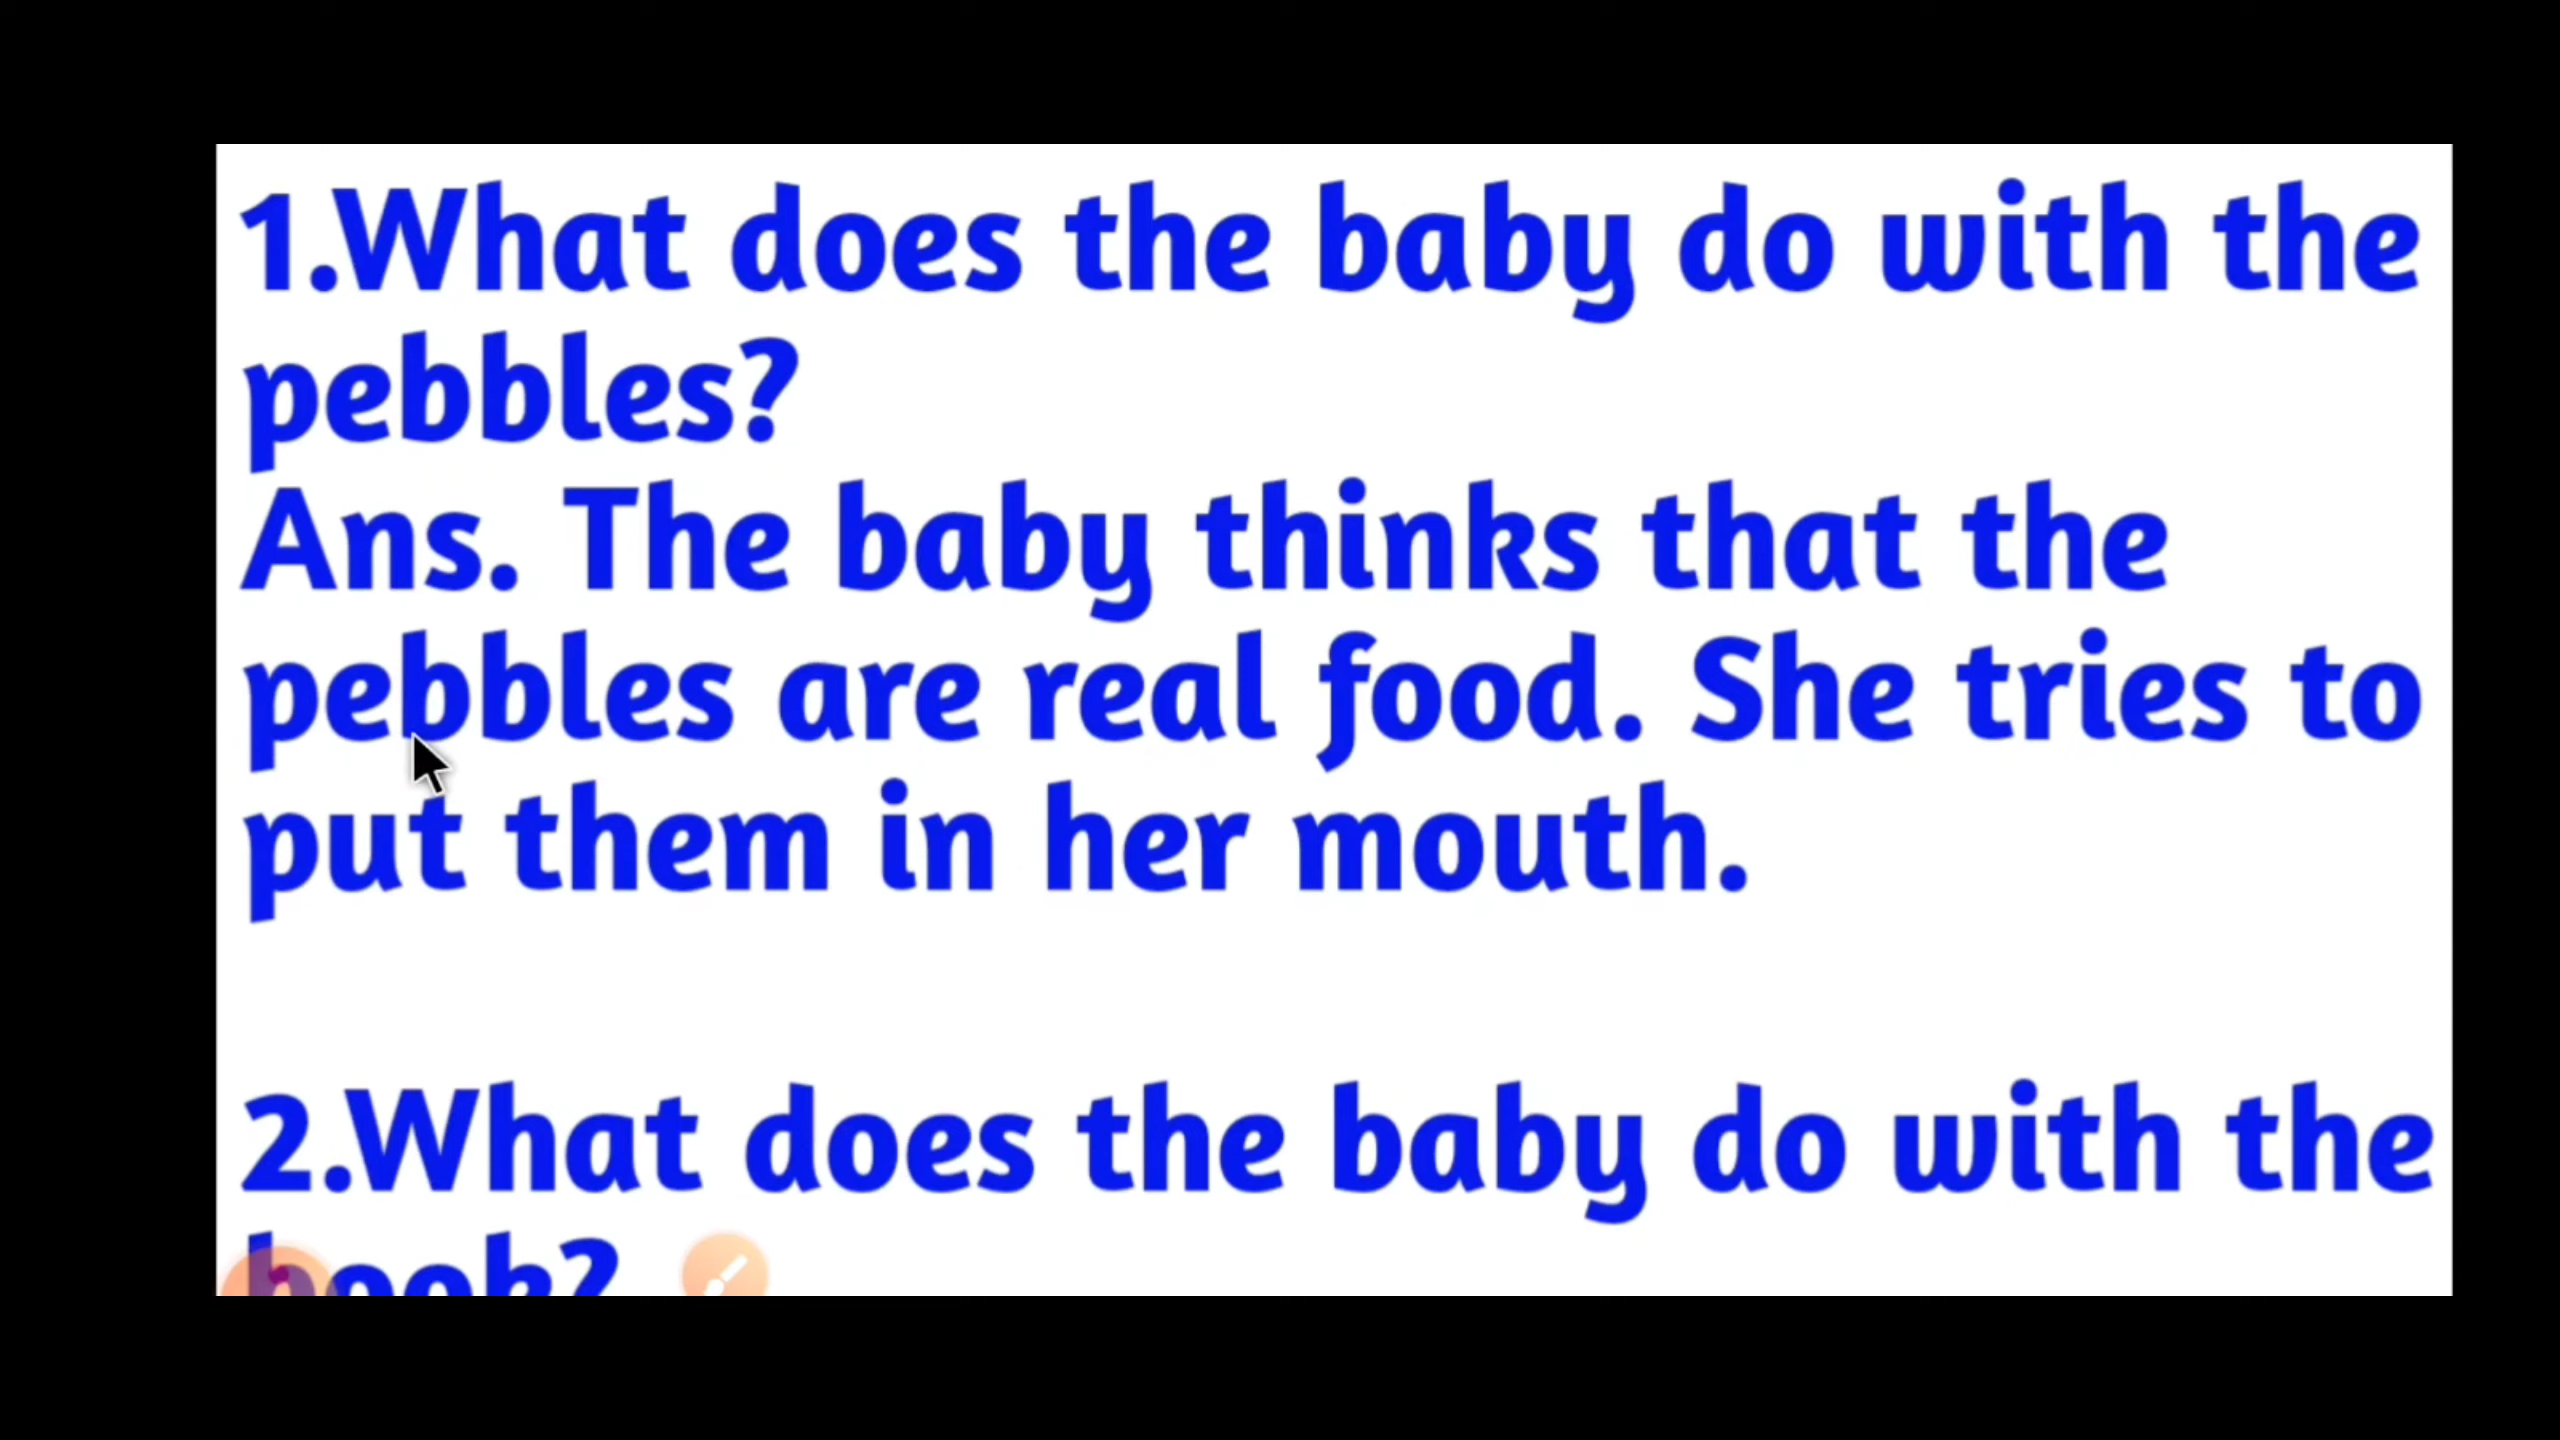 1.What does the baby do with the
pebbles?
Ans. The baby thinks that the
pebbles are real food. She tries to
put them in her mouth.
2.What does the baby do with the
book?